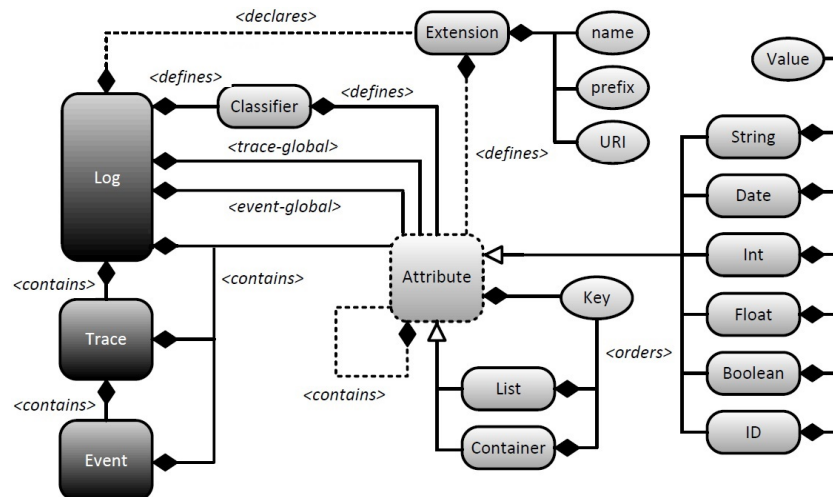 <declares>
Extension
name
Value
<defines>
Classifier
<defines>
prefix
<trace-global>
<defines>
URI
String
Log
<event-global>
Date
<contains>
<contains>
Attribute
Int
Key
Trace
Float
<orders>
<contains>
<contains>
List
Boolean
Event
Container
ID